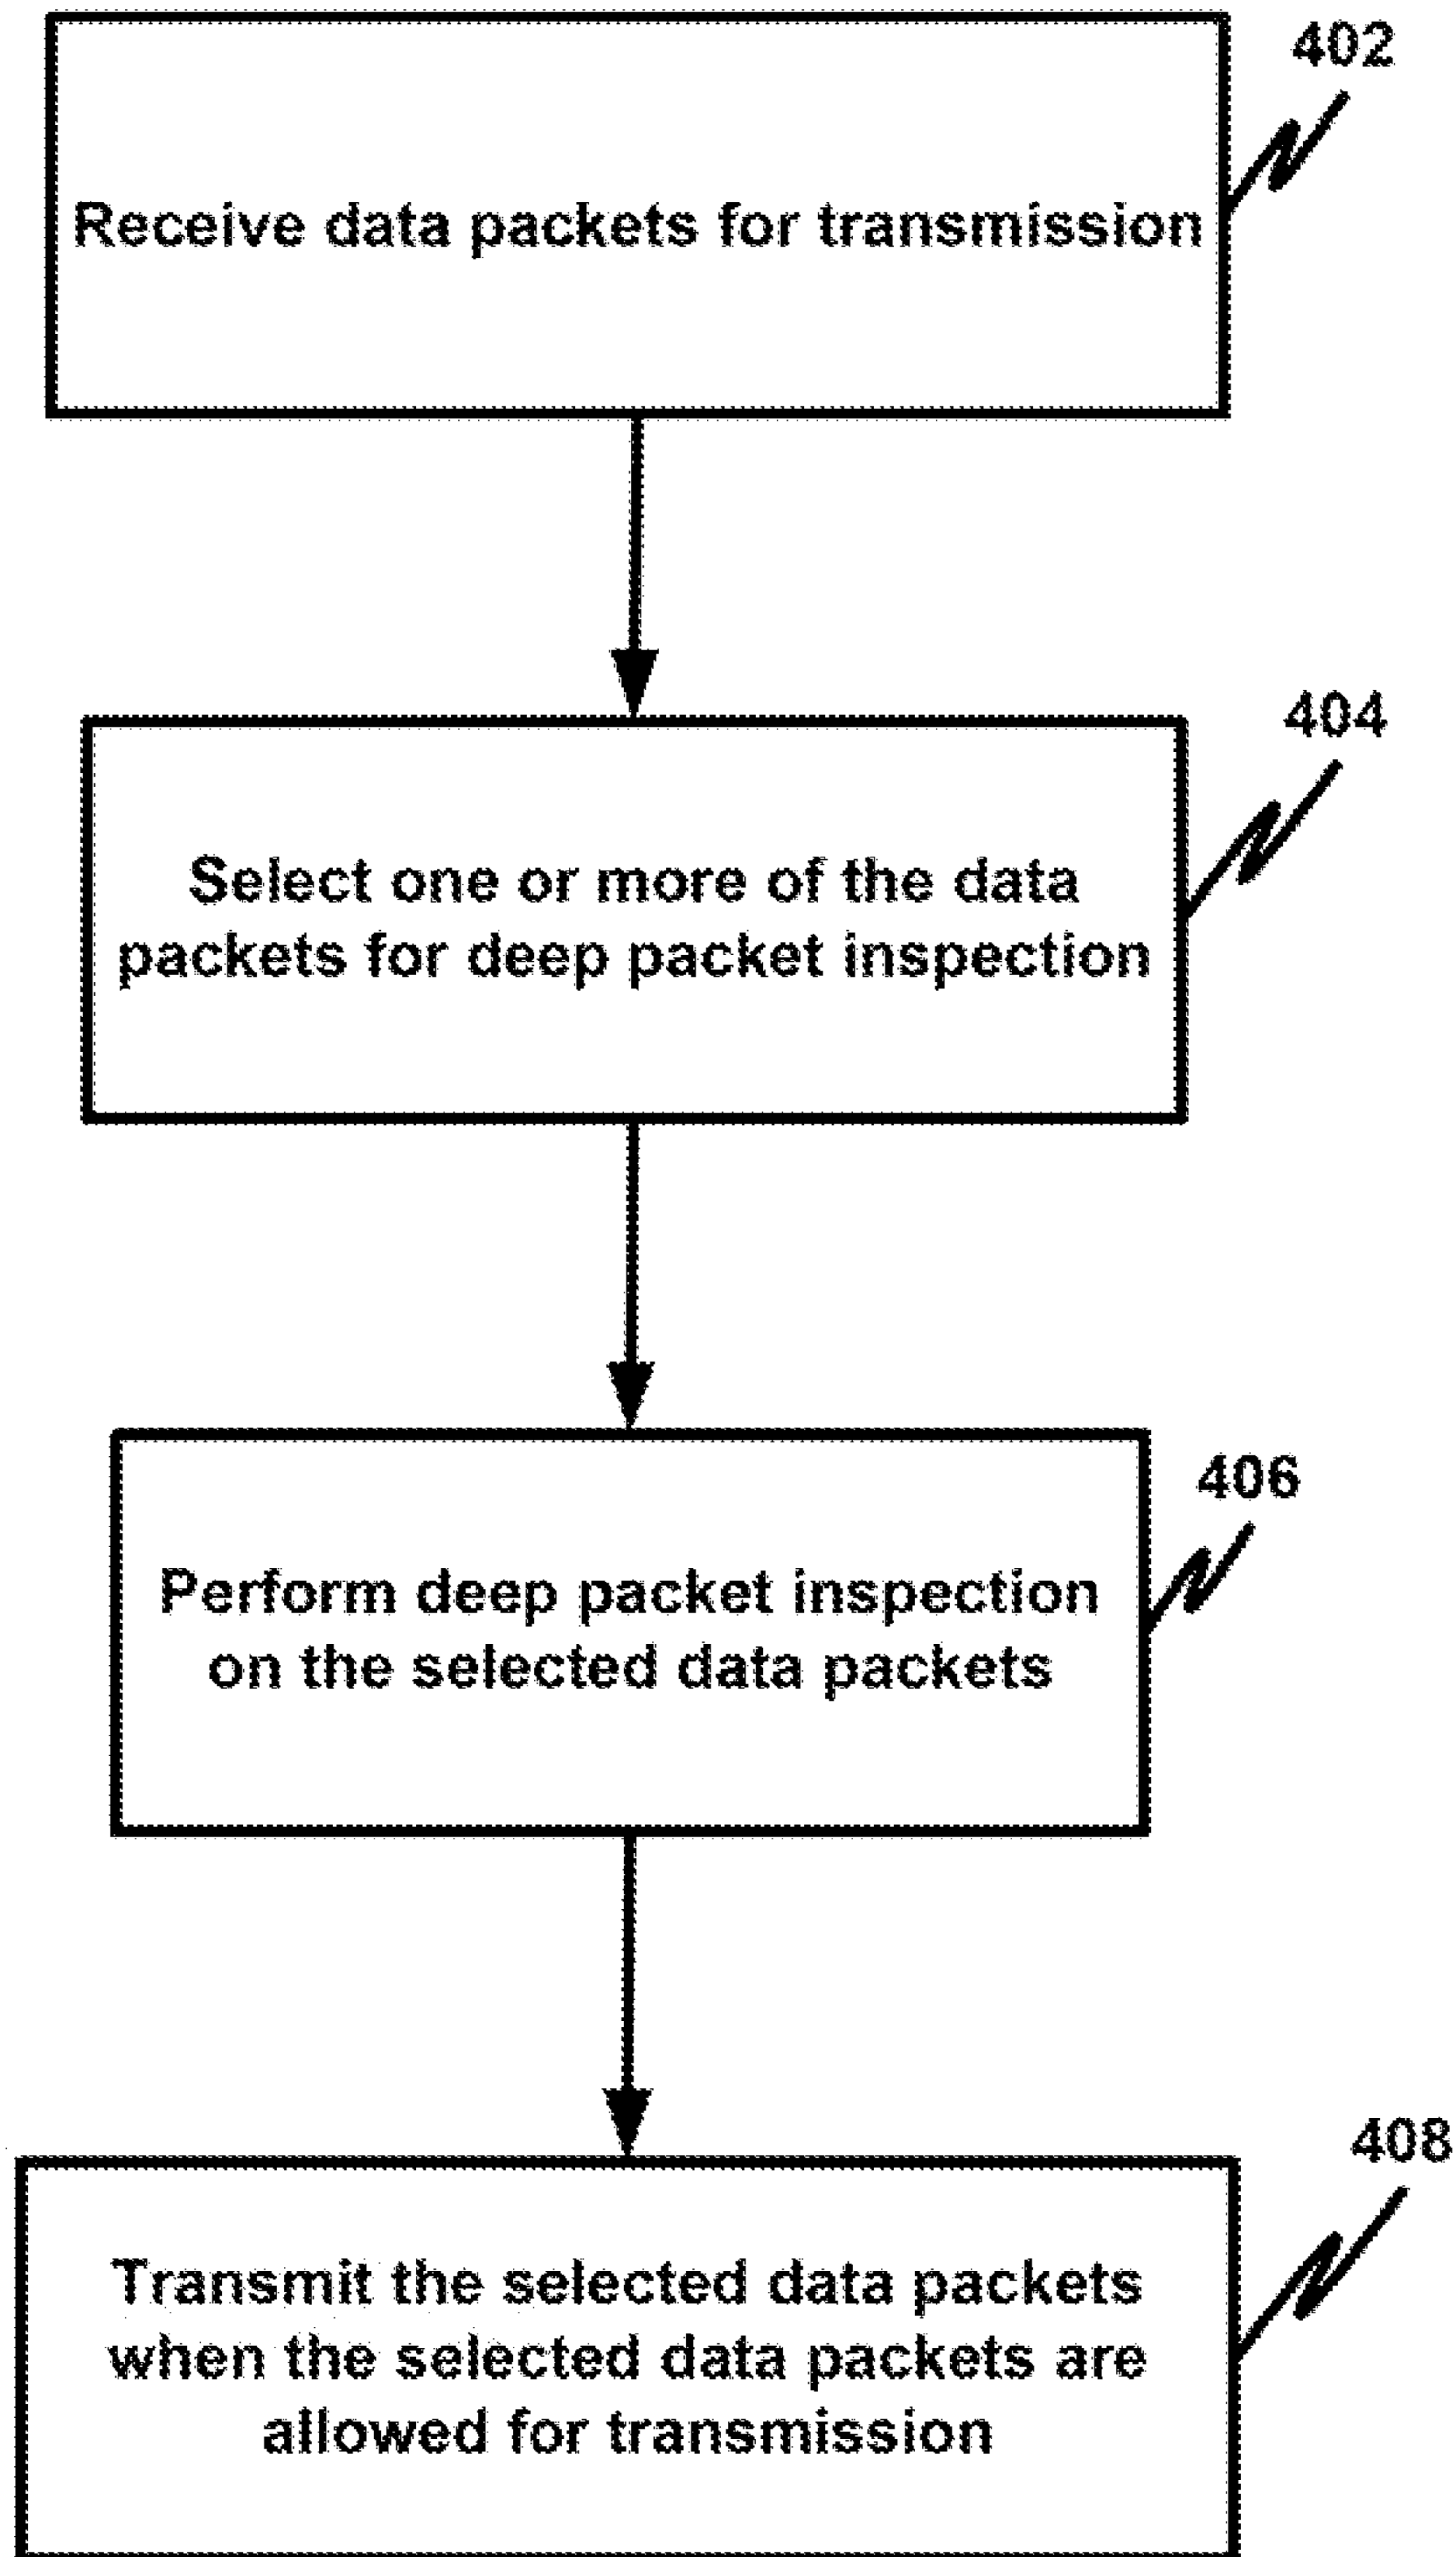 402
Receive data packets for transmission
404
Select one or more of the data
packets for deep packet inspection
406
Perform deep packet inspection
on the selected data packets
408
Transmit the selected data packets
when the selected data packets are
allowed for transmission